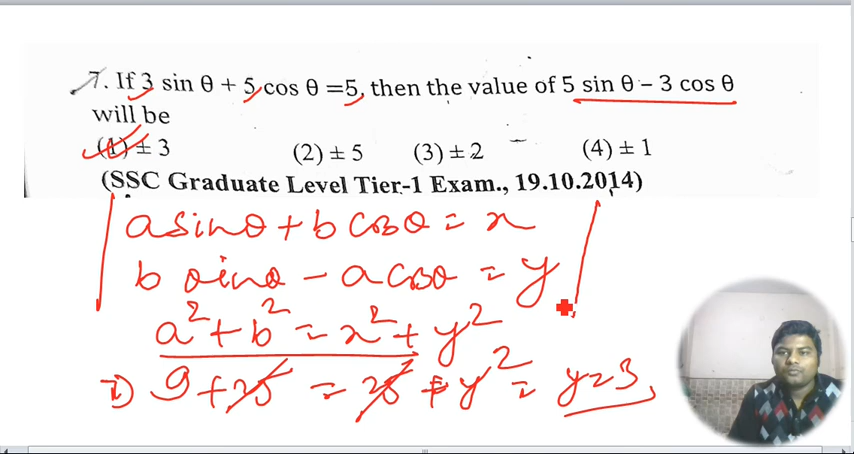 7. If 3 sin θ + 5 cos θ =5, then the value of 5 sin θ – 3 cos θ
will be
(1) ± 3 (2) ± 5 (3) ± 2 (4) ± 1
(SSC Graduate Level Tier-1 Exam., 19.10.2014)
a sinθ + b cosθ = x
b sinθ - a cosθ = y
a² + b² = x² + y²
⇒ 9 + 25 = 25 + y² = y=3,